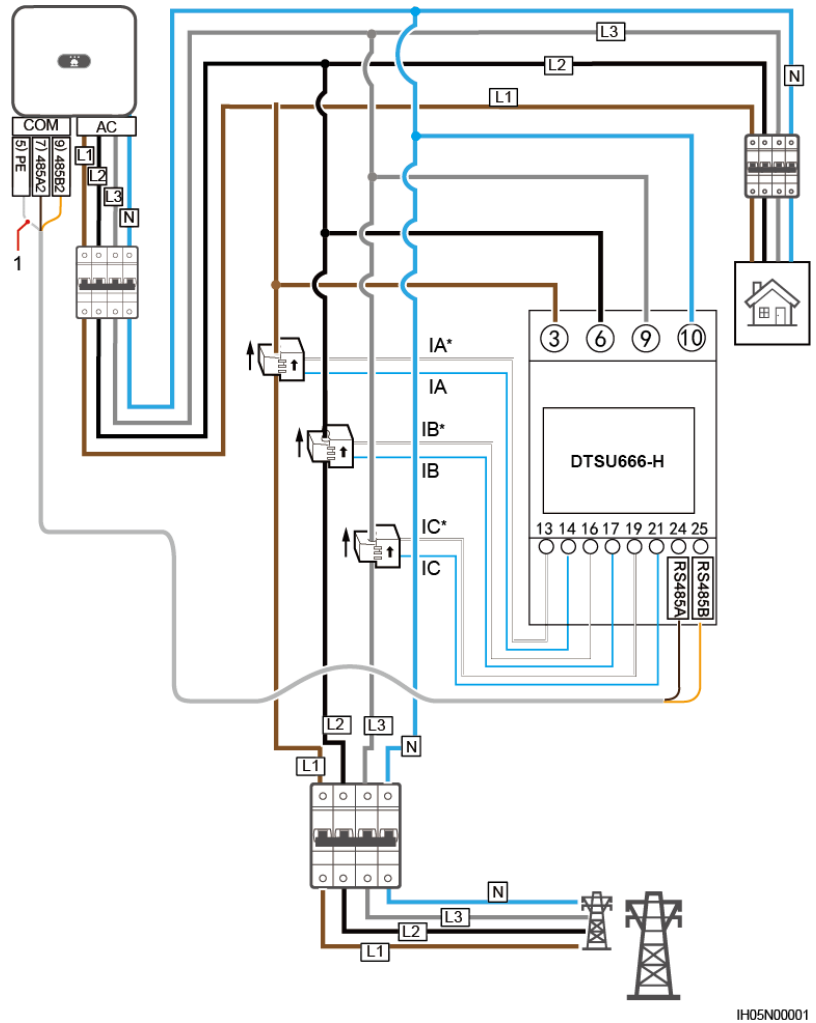 L3
L2
N
L1
COM
AC
5) PE
7) 485A2
9) 485B2
L1
L2
L3
N
1
3
6
9
10
IA*
IA
IB*
IB
IC*
IC
DTSU666-H
13 14 16 17 19 21 24 25
RS485A
RS485B
L2
L3
N
L1
N
L3
L2
L1
IH05N00001